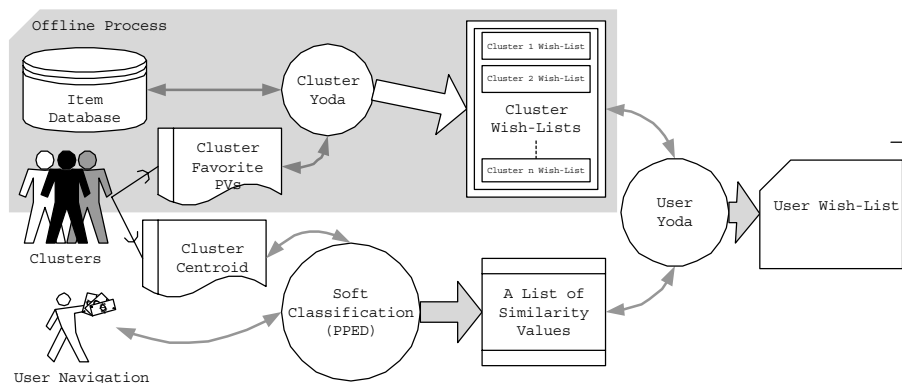 Offline Process
Item
Database
Cluster
Yoda
Cluster 1 Wish-List
Cluster 2 Wish-List
Cluster
Wish-Lists
Cluster n Wish-List
Cluster
Favorite
PVs
Clusters
Cluster
Centroid
User
Yoda
User Wish-List
Soft
Classification
(PPED)
A List of
Similarity
Values
User Navigation